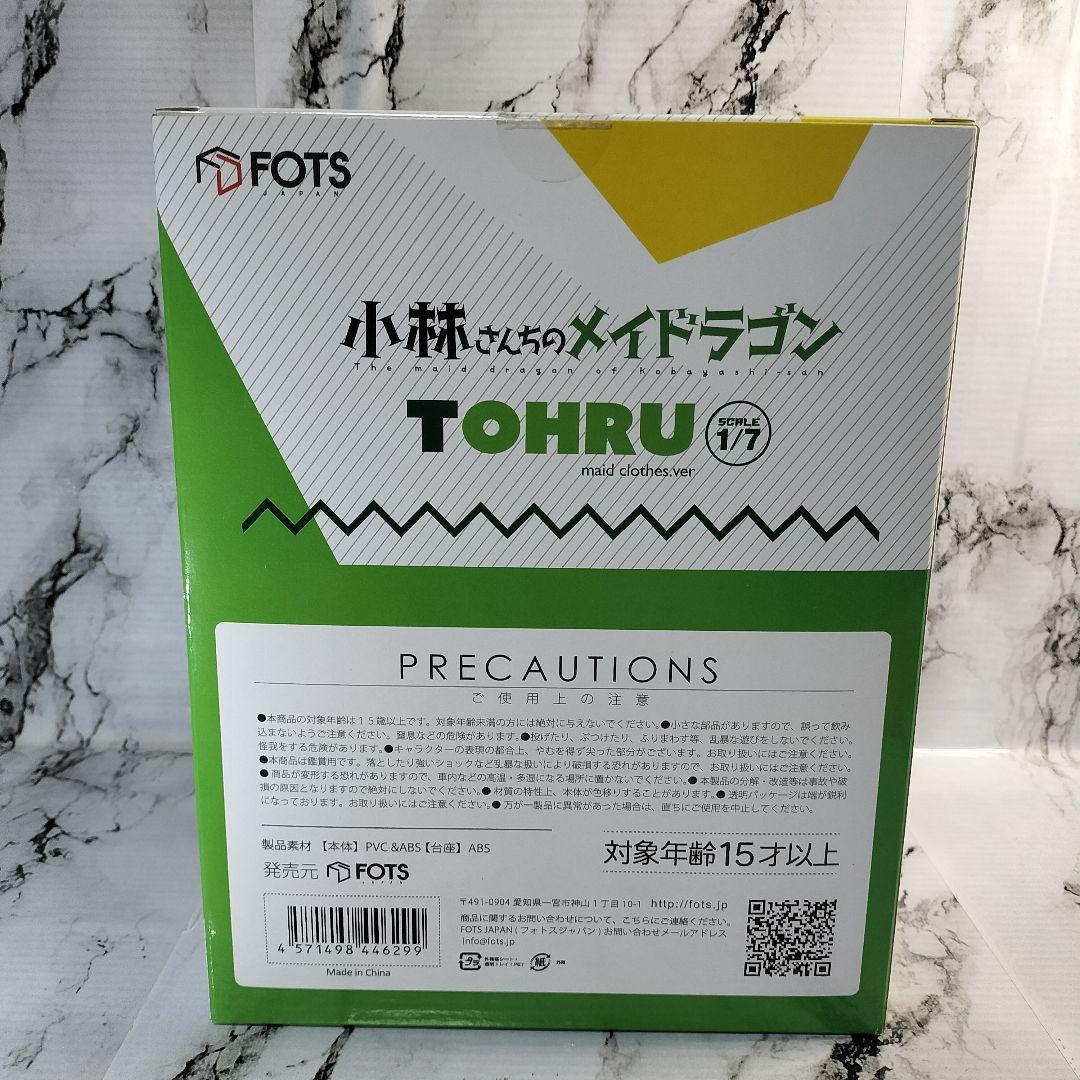 FOTS
JAPAN
小林さんちのメイドラゴン
The maid dragon of Kobayashi-san
TOHRU SCALE 1/7
maid clothes.ver
PRECAUTIONS
ご使用上の注意
●本商品の対象年齢は15歳以上です。対象年齢未満の方には絶対に与えないでください。●小さな部品がありますので、誤って飲み
込まないようご注意ください。窒息などの危険があります。●投げたり、ぶつけたり、ふりまわす等、乱暴な遊びをしないでください。
怪我をする危険があります。●キャラクターの表現の都合上、やむを得ず尖った部分がございます。お取り扱いにはご注意ください。
●本商品は鑑賞用です。落としたり強いショックなど乱暴な扱いにより破損する恐れがありますので、お取り扱いにはご注意ください。
●商品が変形する恐れがありますので、車内などの高温・多湿になる場所に置かないでください。●本製品の分解・改造等は事故や破
損の原因となりますので絶対にしないでください。●材質の特性上、本体が色移りすることがあります。●透明パッケージは端が鋭利
になっております。お取り扱いにはご注意ください。●万が一製品に異常があった場合は、直ちにご使用を中止してください。
製品素材 【本体】PVC &ABS【台座】ABS
発売元 FOTS
JAPAN
対象年齢15才以上
4 571498 446299
Made in China
〒491-0904 愛知県一宮市神山1丁目10-1 http://fots.jp
商品に関するお問い合わせについて、こちらにご連絡ください。
FOTS JAPAN(フォトスジャパン)お問い合わせメールアドレス
info@fots.jp
プラ
紙 外箱